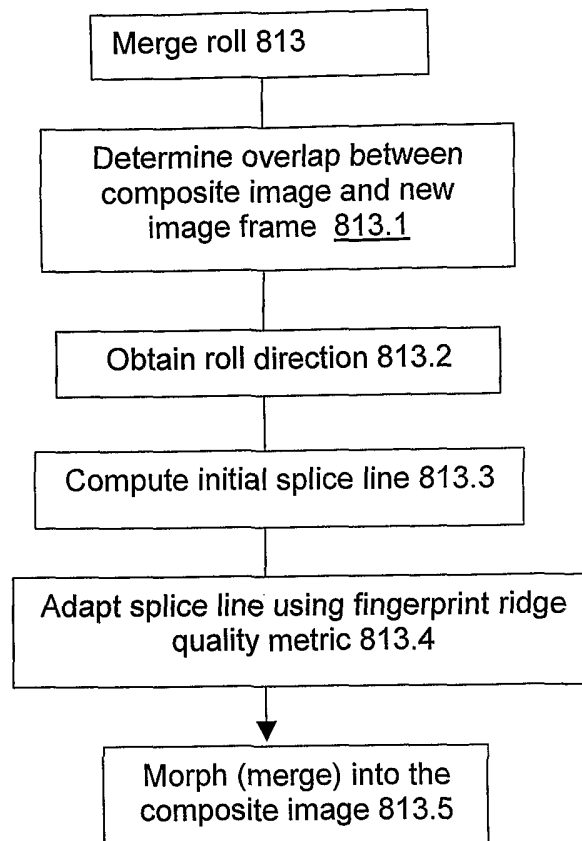 Merge roll 813
Determine overlap between
composite image and new
image frame 813.1
Obtain roll direction 813.2
Compute initial splice line 813.3
Adapt splice line using fingerprint ridge
quality metric 813.4
Morph (merge) into the
composite image 813.5